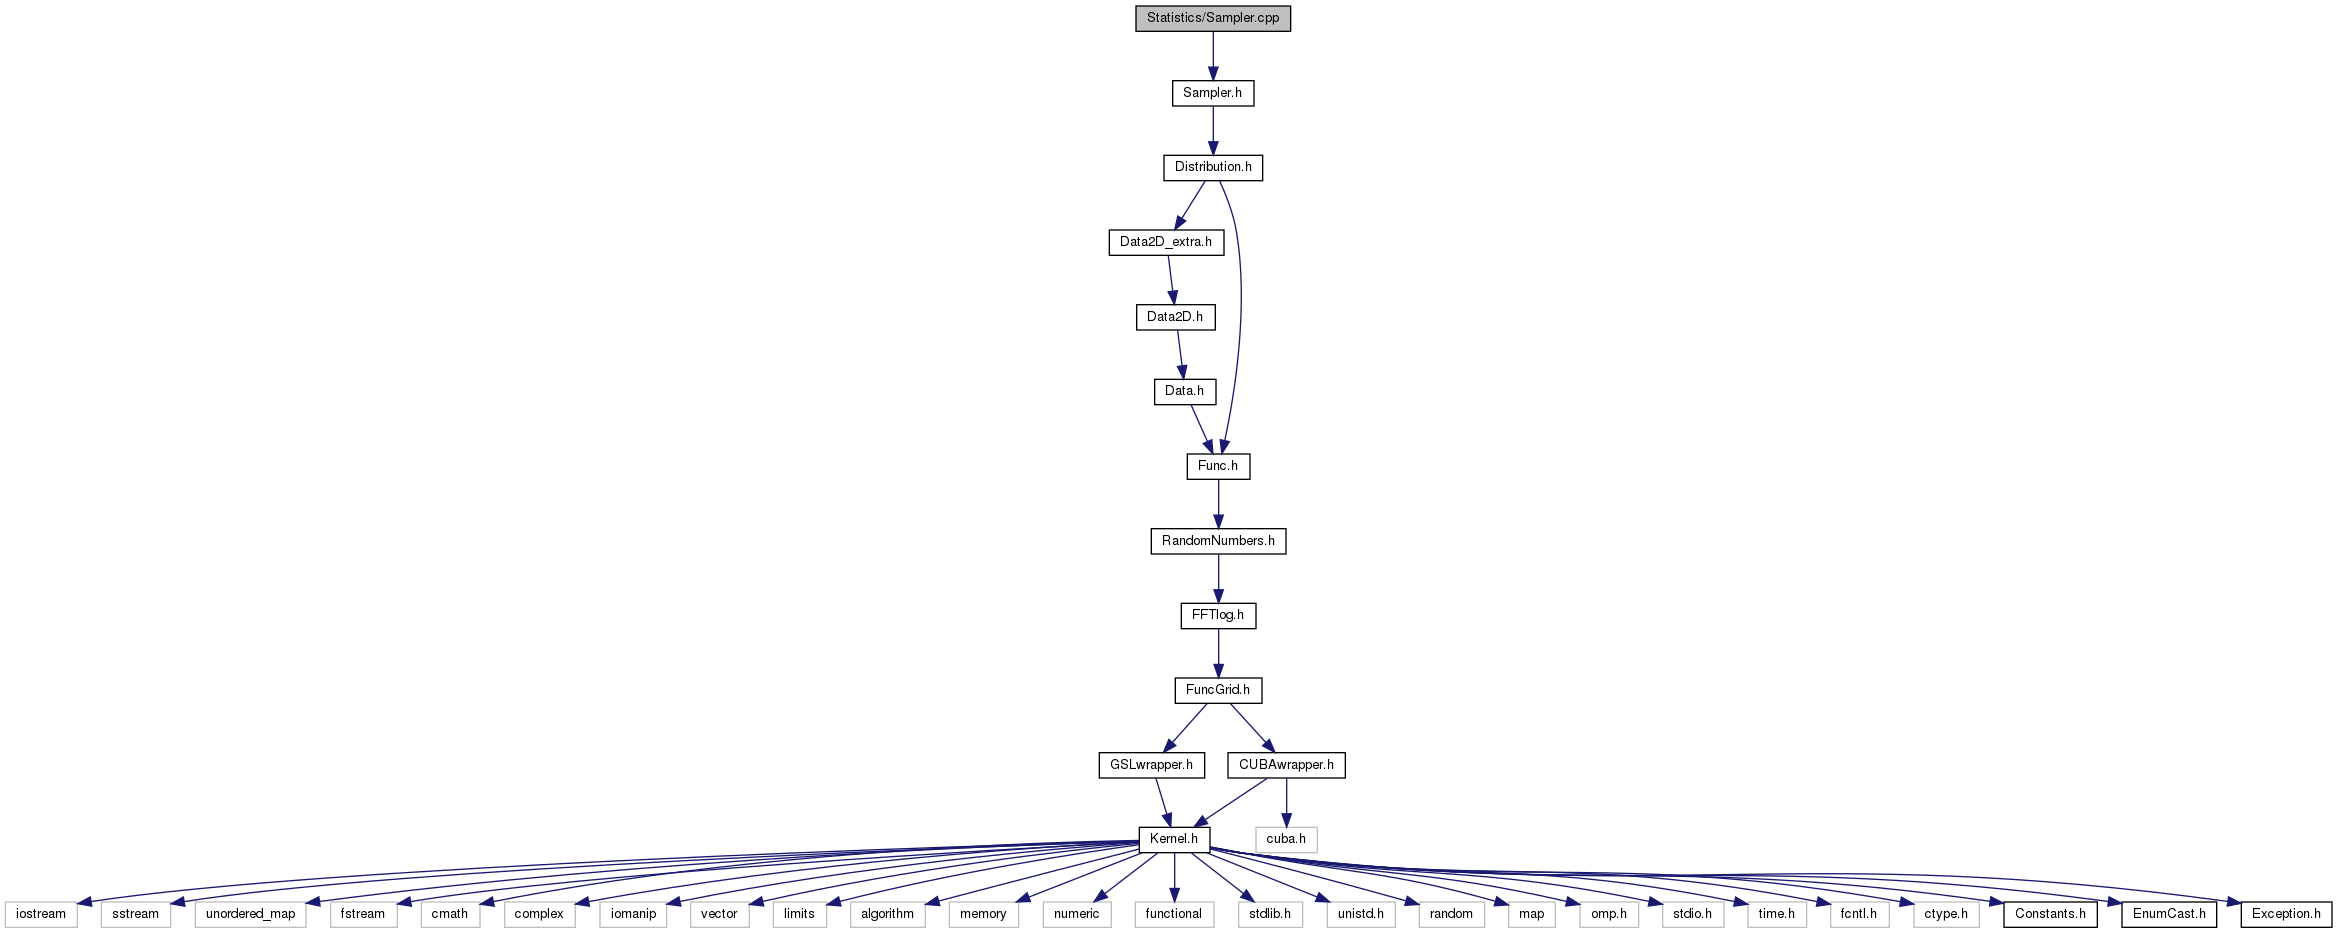 Statistics/Sampler.cpp
Sampler.h
Distribution.h
Data2D_extra.h
Data2D.h
Data.h
Func.h
RandomNumbers.h
FFTlog.h
FuncGrid.h
GSLwrapper.h
CUBAwrapper.h
Kernel.h
cuba.h
iostream
sstream
unordered_map
fstream
cmath
complex
iomanip
vector
limits
algorithm
memory
numeric
functional
stdlib.h
unistd.h
random
map
omp.h
stdio.h
time.h
fcntl.h
ctype.h
Constants.h
EnumCast.h
Exception.h